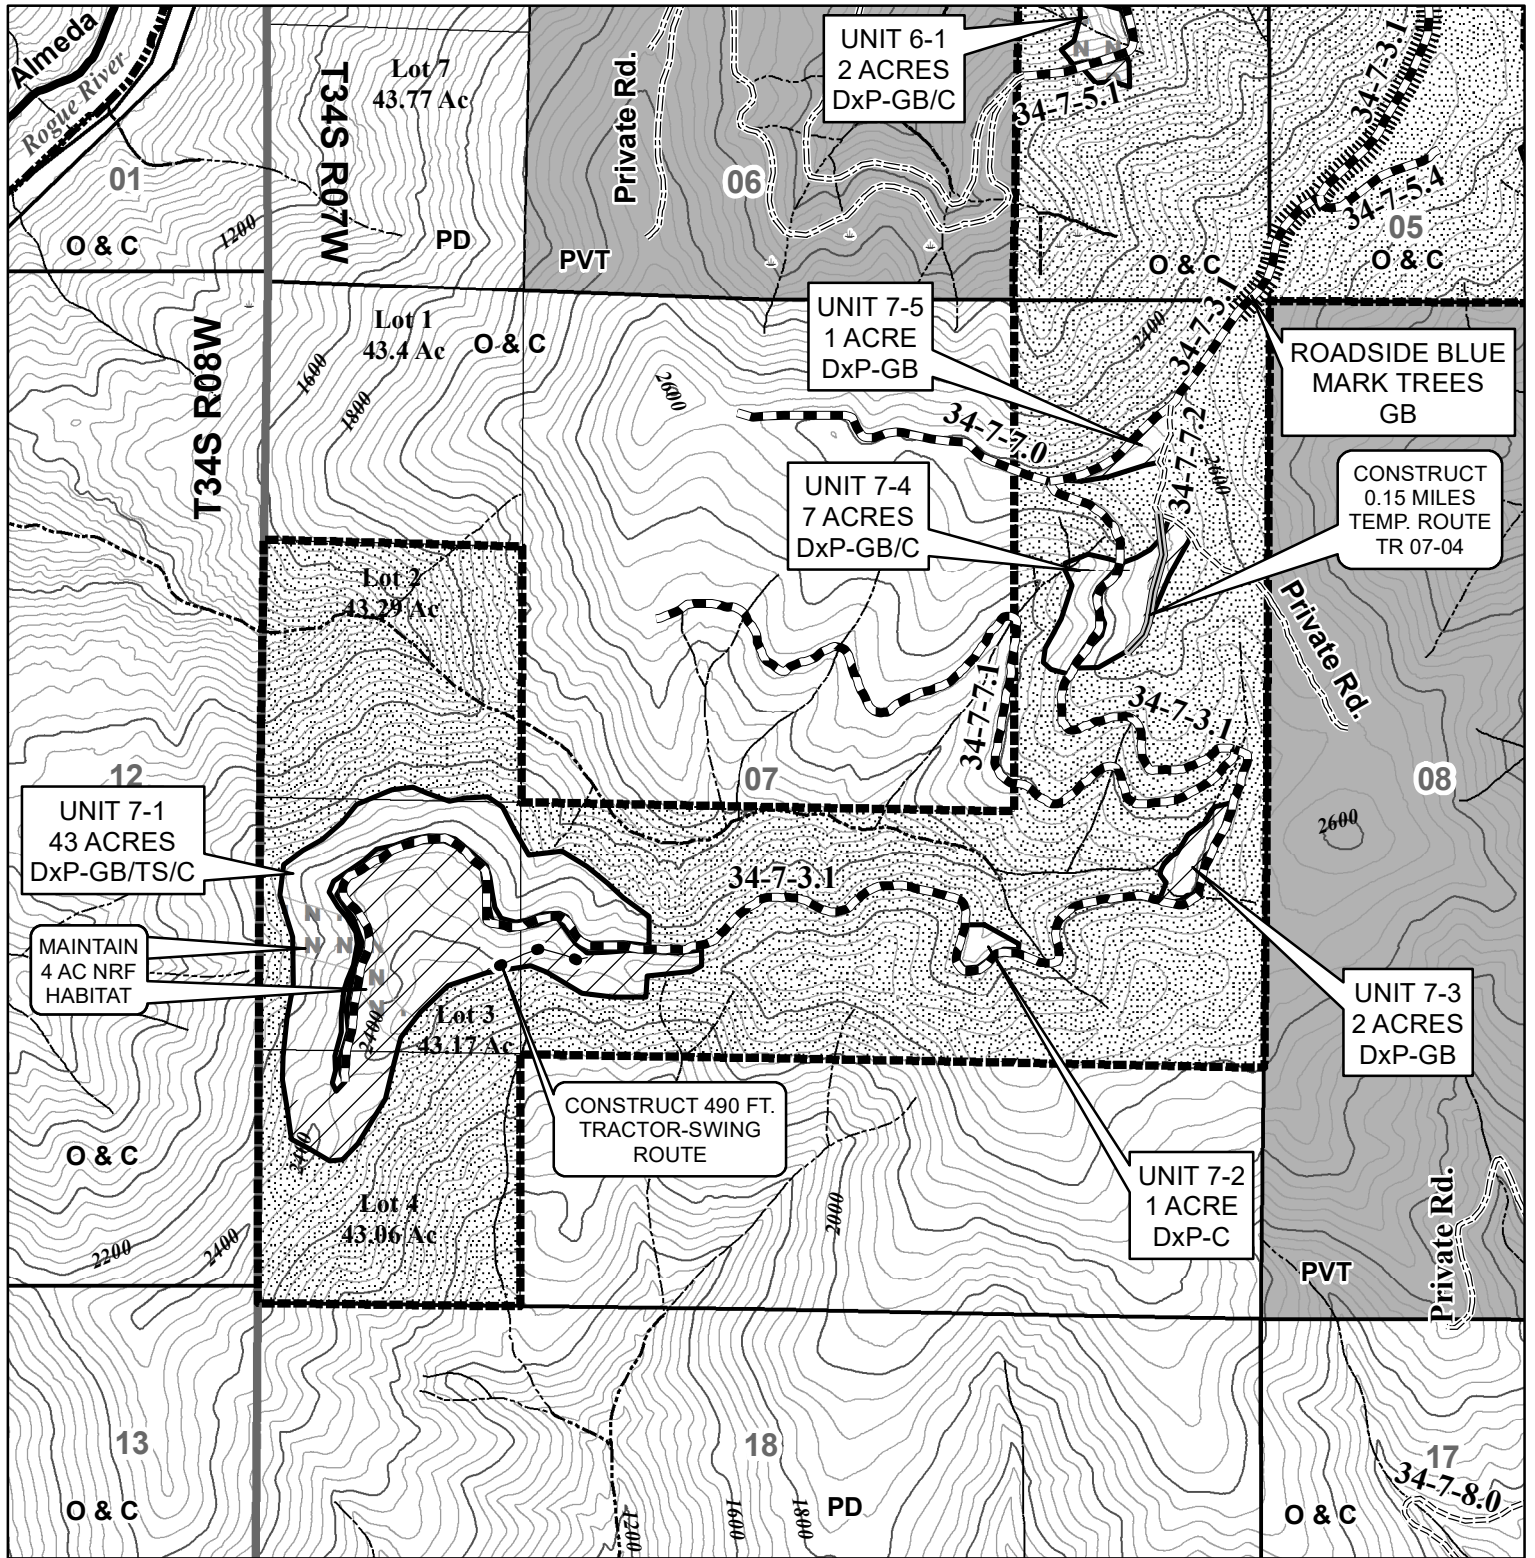 Almeda
Rogue River
01
O & C
1200
T34S R07W
Lot 7
43.77 Ac
PD
Private Rd.
06
PVT
UNIT 6-1
2 ACRES
DxP-GB/C
34-7-5.1
34-7-3.1
34-7-5.4
05
O & C
O & C
T34S R08W
Lot 1
43.4 Ac
O & C
1600
1800
2600
UNIT 7-5
1 ACRE
DxP-GB
2400
34-7-3.1
ROADSIDE BLUE
MARK TREES
GB
34-7-7.0
34-7-7.2
2600
UNIT 7-4
7 ACRES
DxP-GB/C
CONSTRUCT
0.15 MILES
TEMP. ROUTE
TR 07-04
Private Rd.
Lot 2
43.29 Ac
34-7-7.1
34-7-3.1
12
07
08
2600
UNIT 7-1
43 ACRES
DxP-GB/TS/C
34-7-3.1
N
N N N
N
N
MAINTAIN
4 AC NRF
HABITAT
2400
Lot 3
43.17 Ac
UNIT 7-3
2 ACRES
DxP-GB
CONSTRUCT 490 FT.
TRACTOR-SWING
ROUTE
O & C
2400
UNIT 7-2
1 ACRE
DxP-C
Lot 4
43.06 Ac
2000
2200
2400
PVT
Private Rd.
13
18
17
34-7-8.0
O & C
1200
1600
1800
PD
O & C
N N